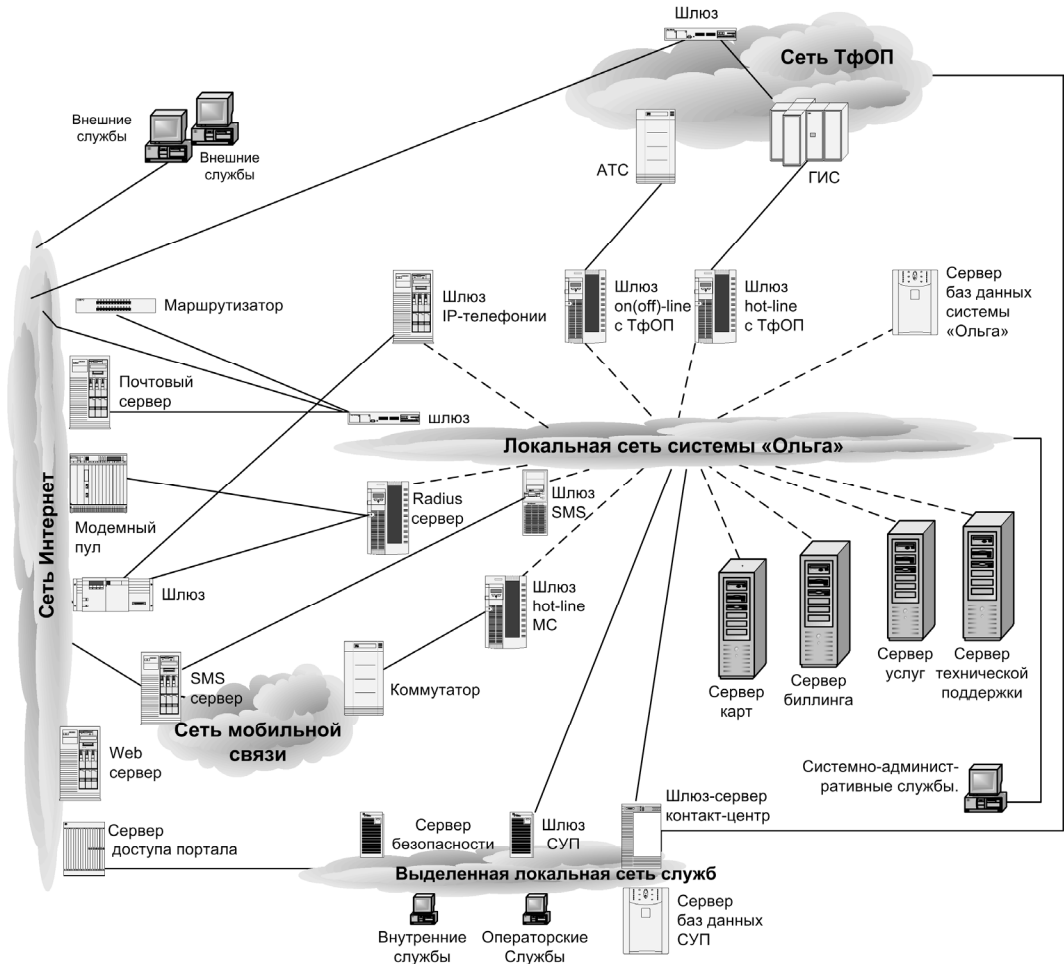 Шлюз
Сеть ТфОП
Внешние
службы
Внешние
службы
АТС
ГИС
Маршрутизатор
Шлюз
IP-телефонии
Шлюз
on(off)-line
с ТфОП
Шлюз
hot-line
с ТфОП
Сервер
баз данных
системы
«Ольга»
Почтовый
сервер
шлюз
Локальная сеть системы «Ольга»
Сеть Интернет
Модемный
пул
Radius
сервер
Шлюз
SMS
Шлюз
Шлюз
hot-line
МС
SMS
сервер
Коммутатор
Сеть мобильной
связи
Сервер
карт
Сервер
биллинга
Сервер
услуг
Сервер
технической
поддержки
Web
сервер
Системно-админист-
ративные службы.
Сервер
доступа портала
Сервер
безопасности
Шлюз
СУП
Шлюз-сервер
контакт-центр
Выделенная локальная сеть служб
Внутренние
службы
Операторские
Службы
Сервер
баз данных
СУП